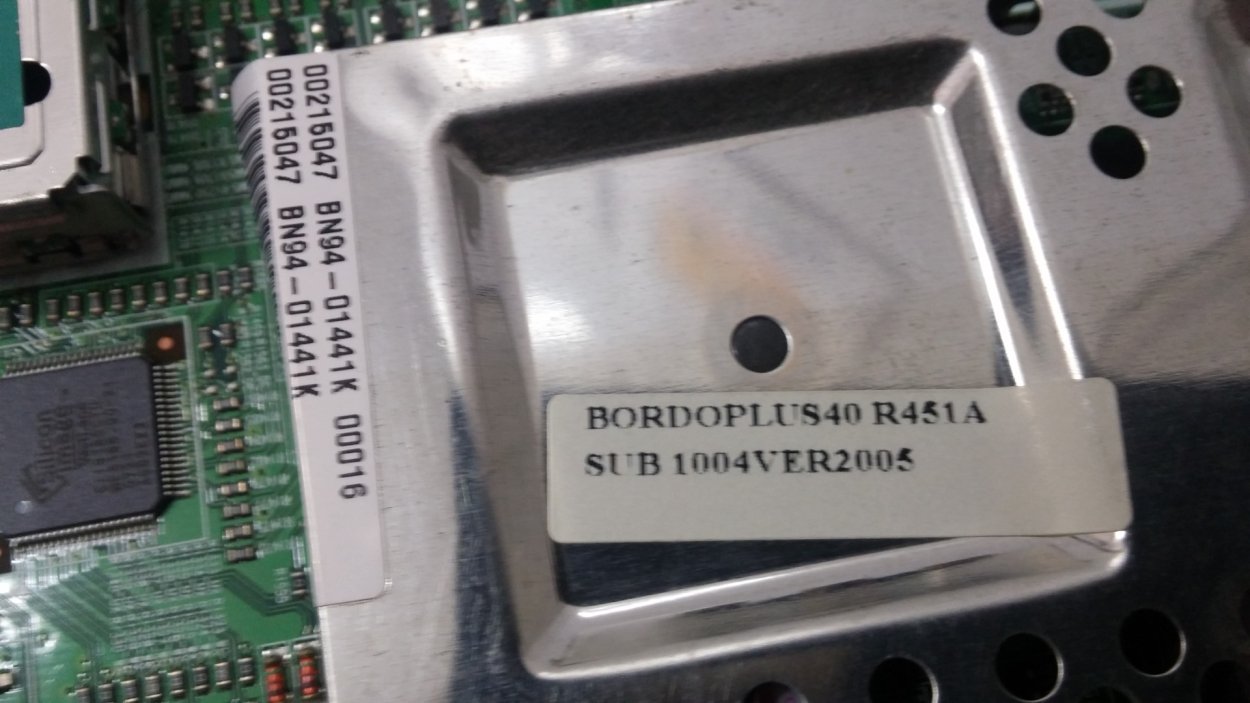 00215047 BN94-01441K 00016
00215047 BN94-01441K
BORDOPLUS40 R451A
SUB 1004VER2005